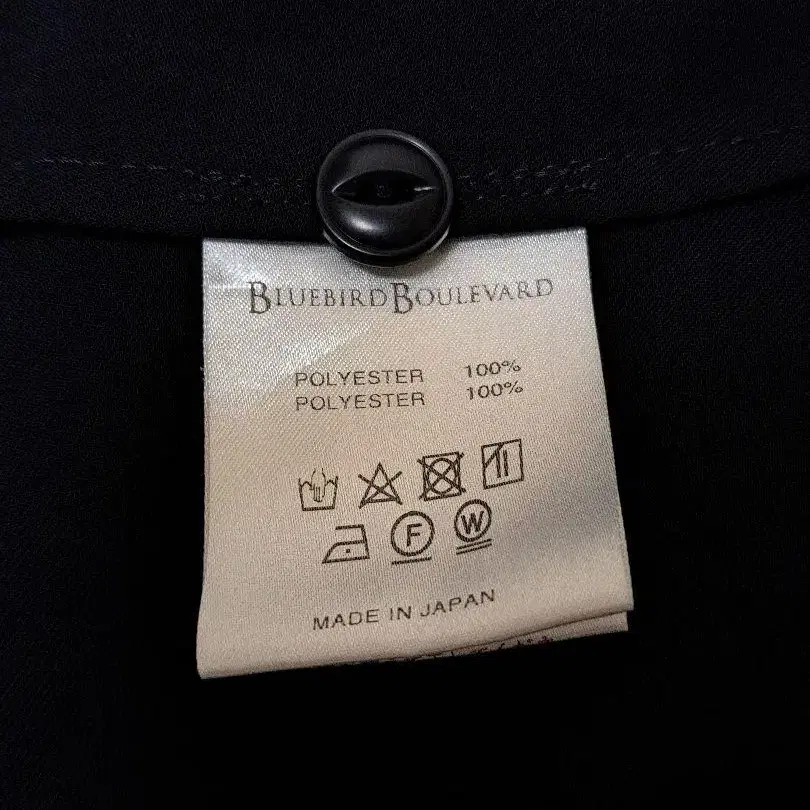 BLUEBIRD BOULEVARD
POLYESTER 100%
POLYESTER 100%
F W
MADE IN JAPAN